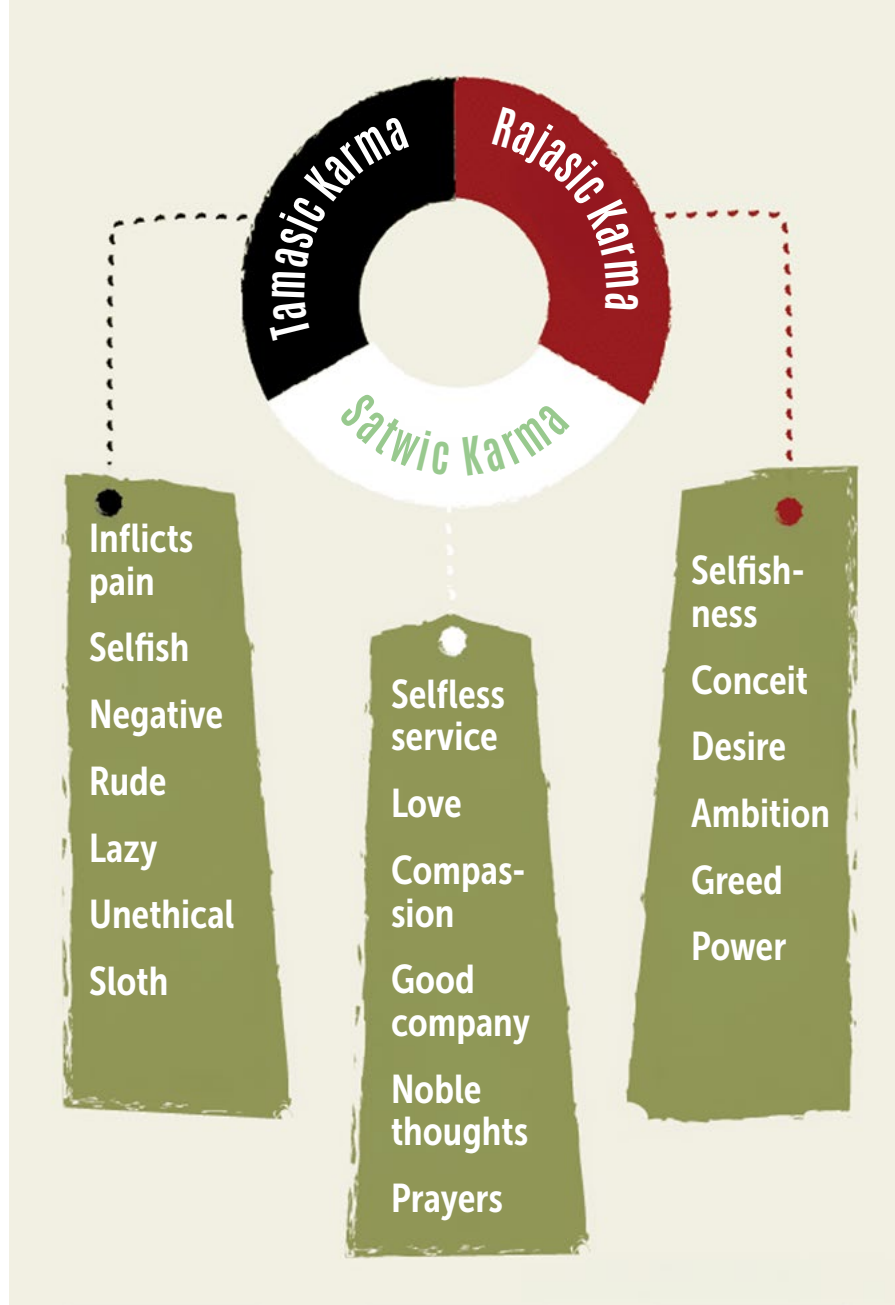 Tamasic Karma
Rajasic Karma
Satwic Karma
Inflicts
pain
Selfish
Negative
Rude
Lazy
Unethical
Sloth
Selfless
service
Love
Compas-
sion
Good
company
Noble
thoughts
Prayers
Selfish-
ness
Conceit
Desire
Ambition
Greed
Power